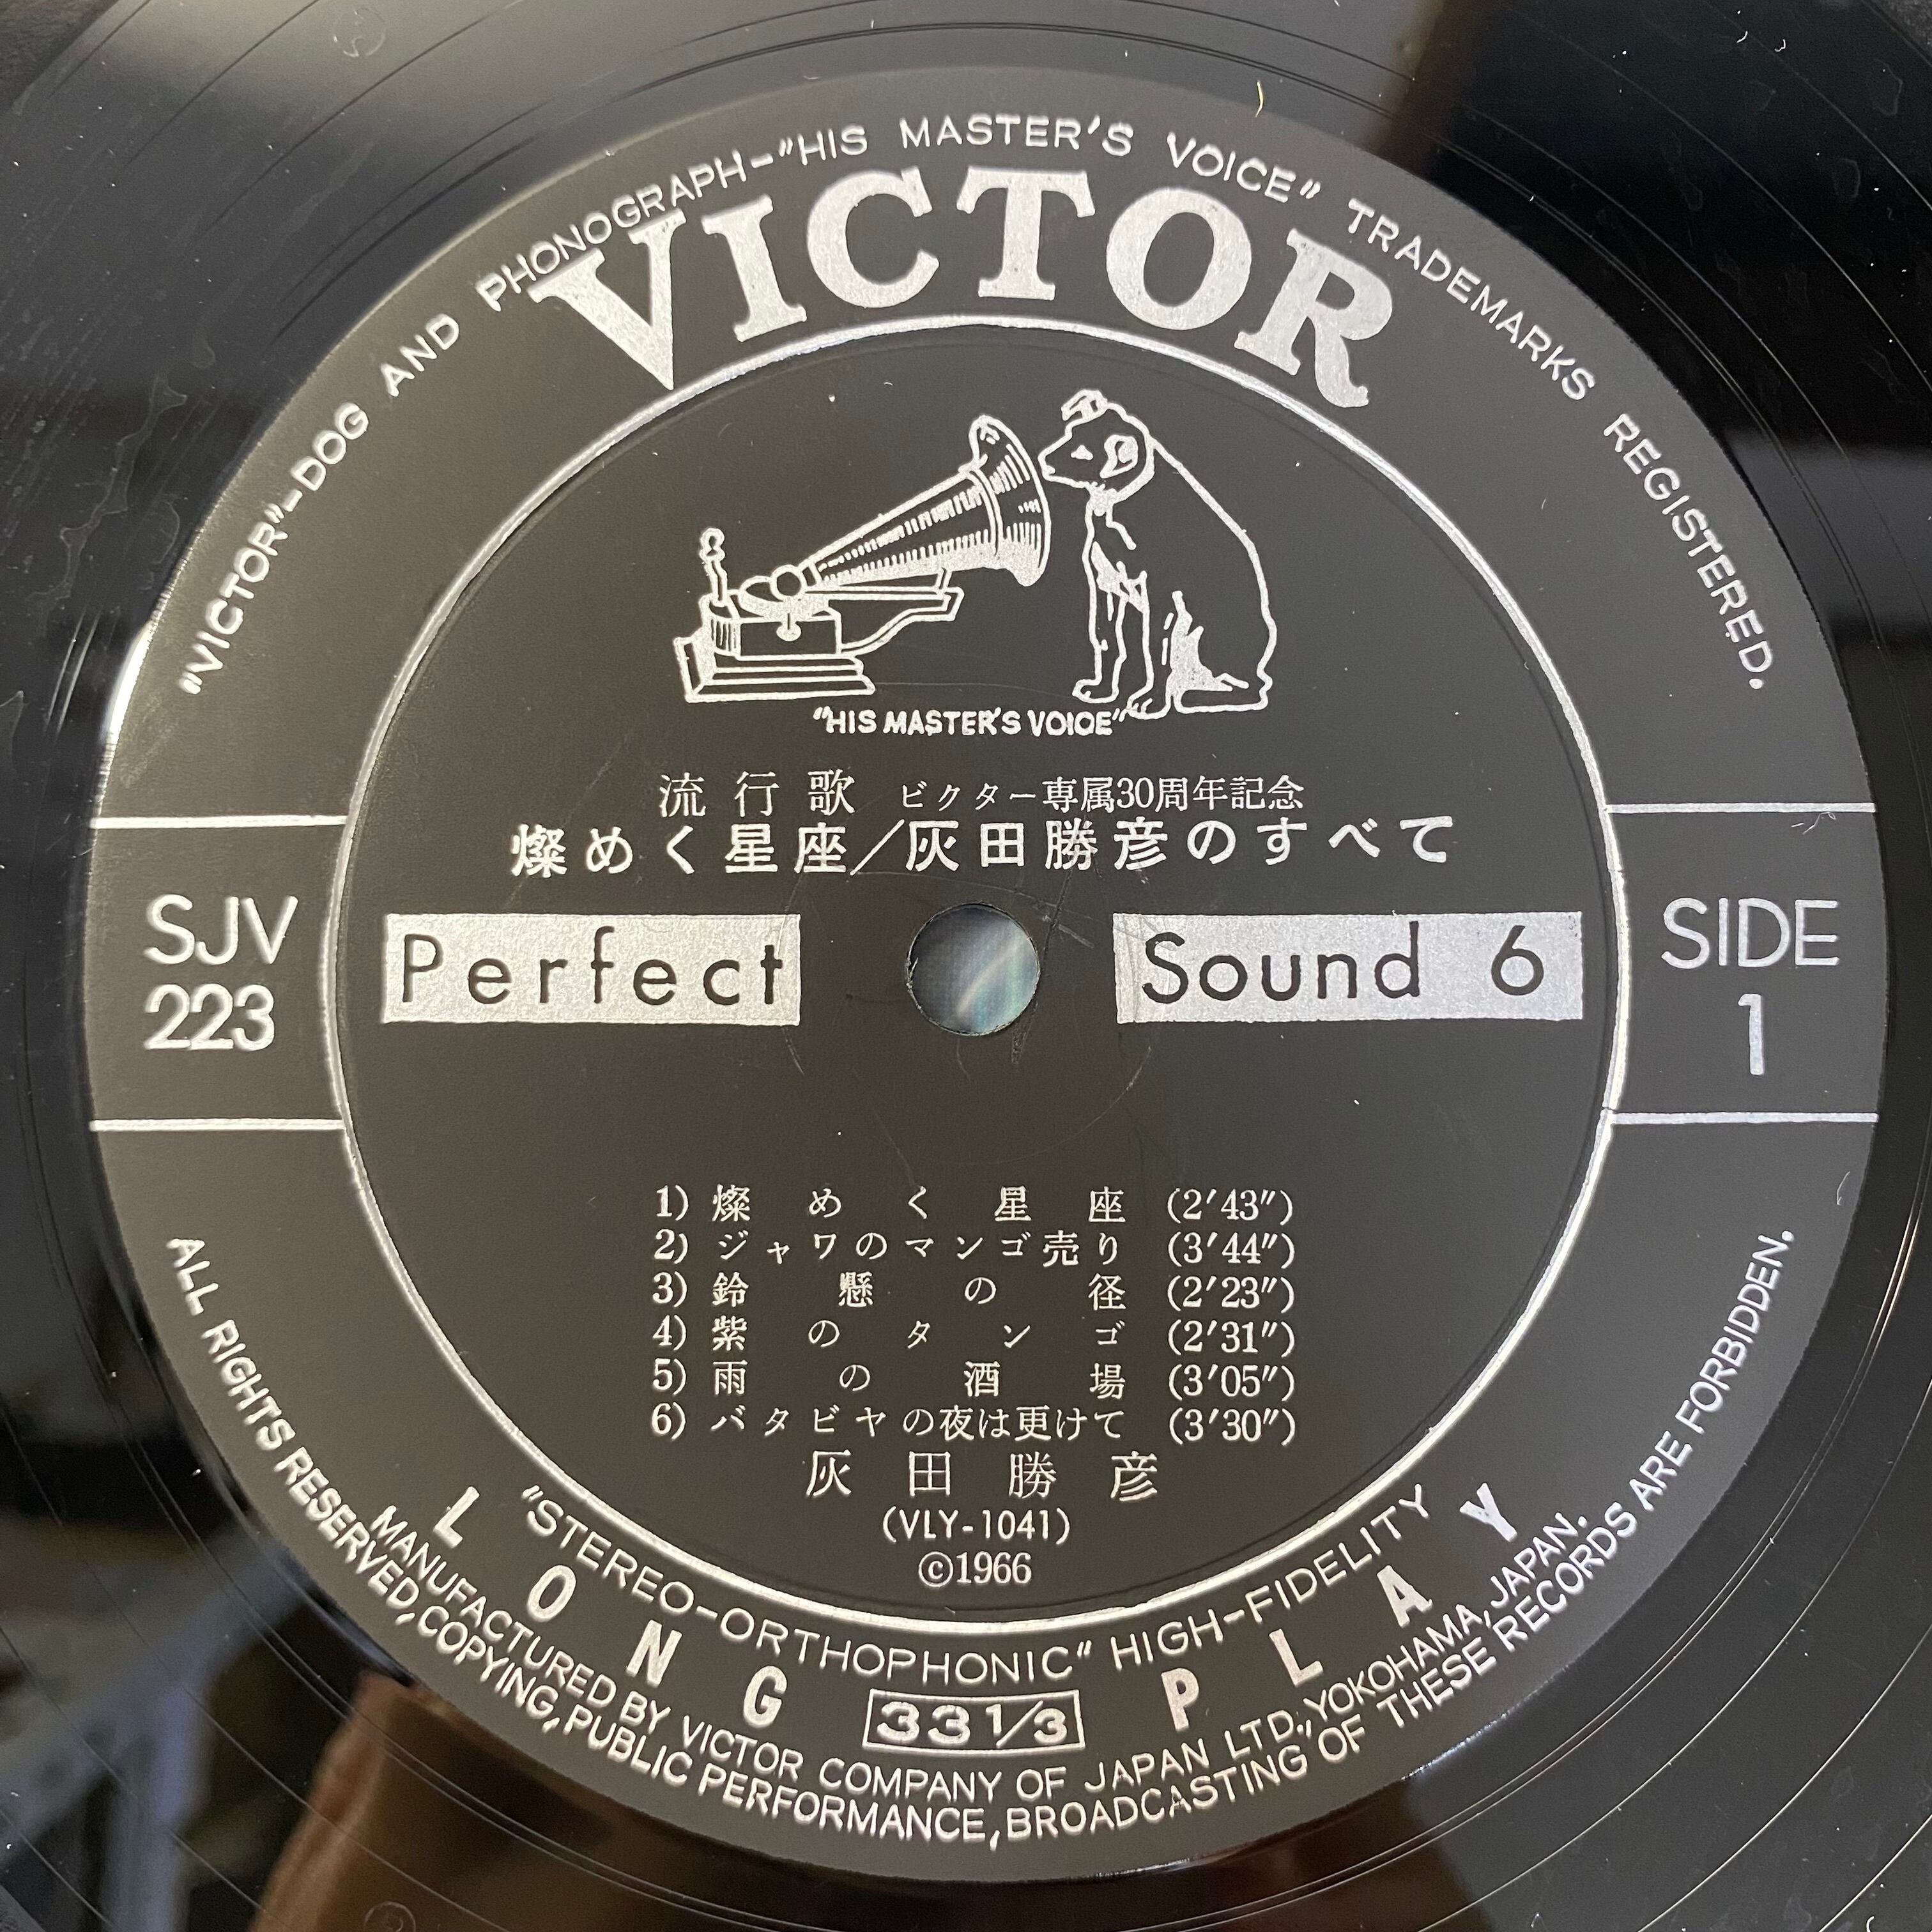 "VICTOR"-DOG AND PHONOGRAPH-"HIS MASTER'S VOICE" TRADEMARKS REGISTERED.
VICTOR
"HIS MASTER'S VOICE"
流行歌 ビクター専属30周年記念
燦めく星座/灰田勝彦のすべて
SJV
223
Perfect Sound 6
SIDE
1
1) 燦めく星座 (2'43")
2) ジャワのマンゴ売り (3'44")
3) 鈴懸の径 (2'23")
4) 紫のタンゴ (2'31")
5) 雨の酒場 (3'05")
6) バタビヤの夜は更けて (3'30")
灰田勝彦
(VLY-1041)
©1966
"STEREO-ORTHOPHONIC" HIGH-FIDELITY
LONG 33 1/3 PLAY
MANUFACTURED BY VICTOR COMPANY OF JAPAN LTD., YOKOHAMA, JAPAN.
ALL RIGHTS RESERVED, COPYING, PUBLIC PERFORMANCE, BROADCASTING OF THESE RECORDS ARE FORBIDDEN.